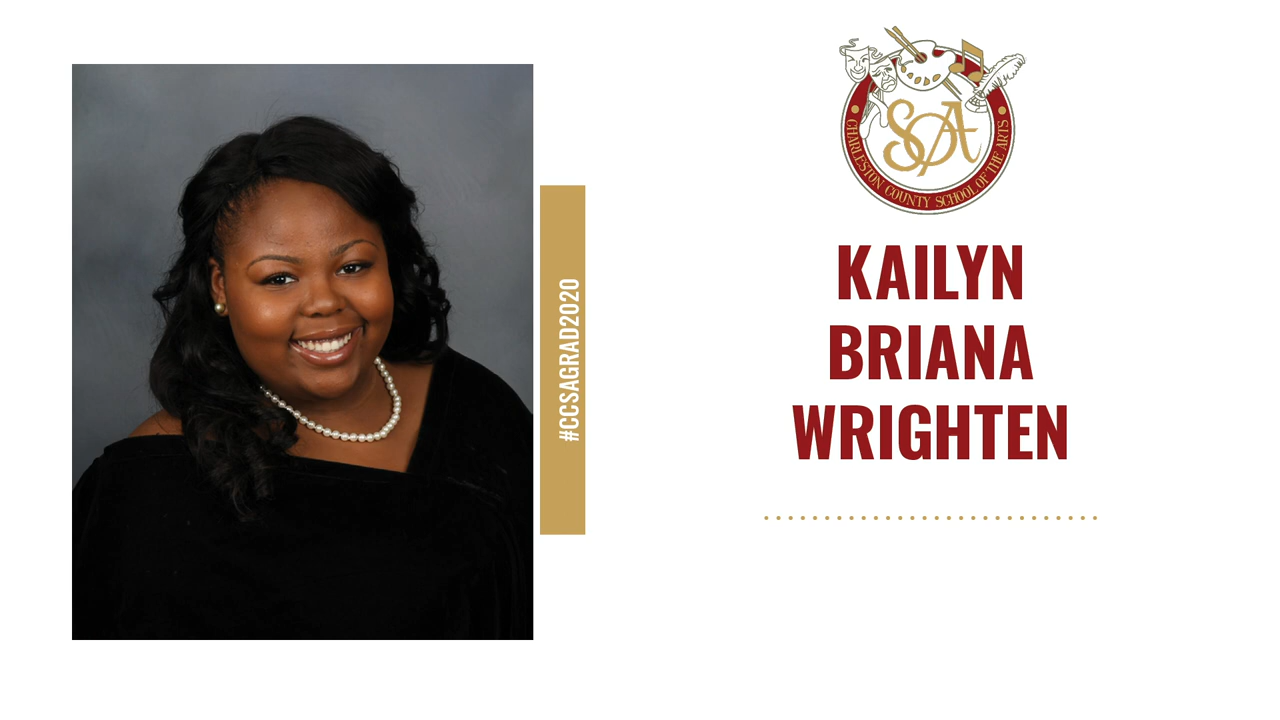 #CCSAGRAD2020
SOA
CHARLESTON COUNTY SCHOOL OF THE ARTS
KAILYN
BRIANA
WRIGHTEN